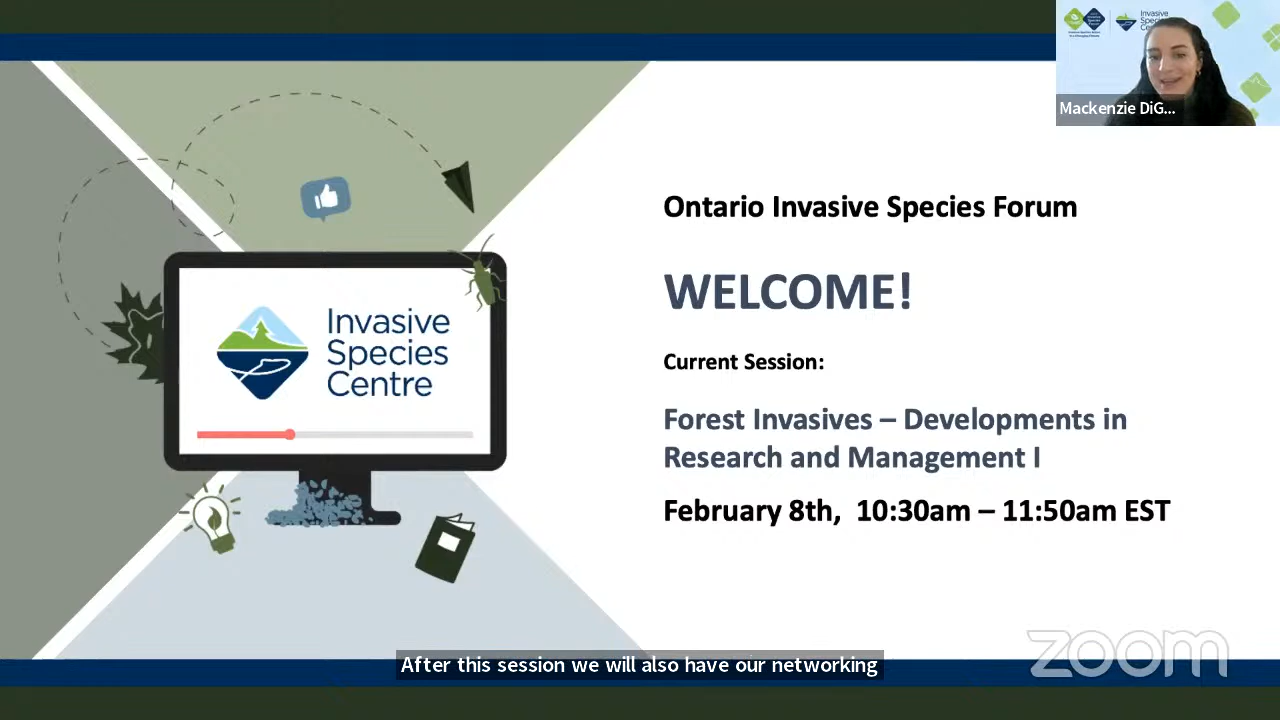 Ontario Invasive Species Forum
WELCOME!
Current Session:
Forest Invasives – Developments in
Research and Management I
February 8th, 10:30am – 11:50am EST
Invasive
Species
Centre
Mackenzie DiG...
zoom
After this session we will also have our networking